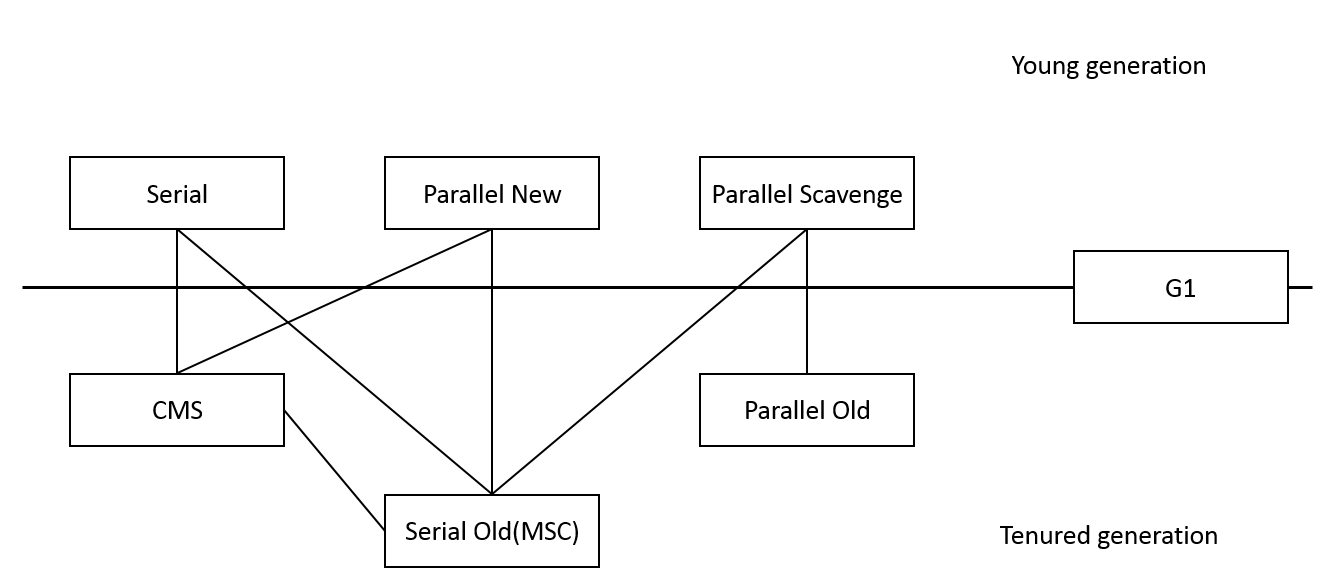 Young generation
Serial
Parallel New
Parallel Scavenge
G1
CMS
Parallel Old
Serial Old(MSC)
Tenured generation